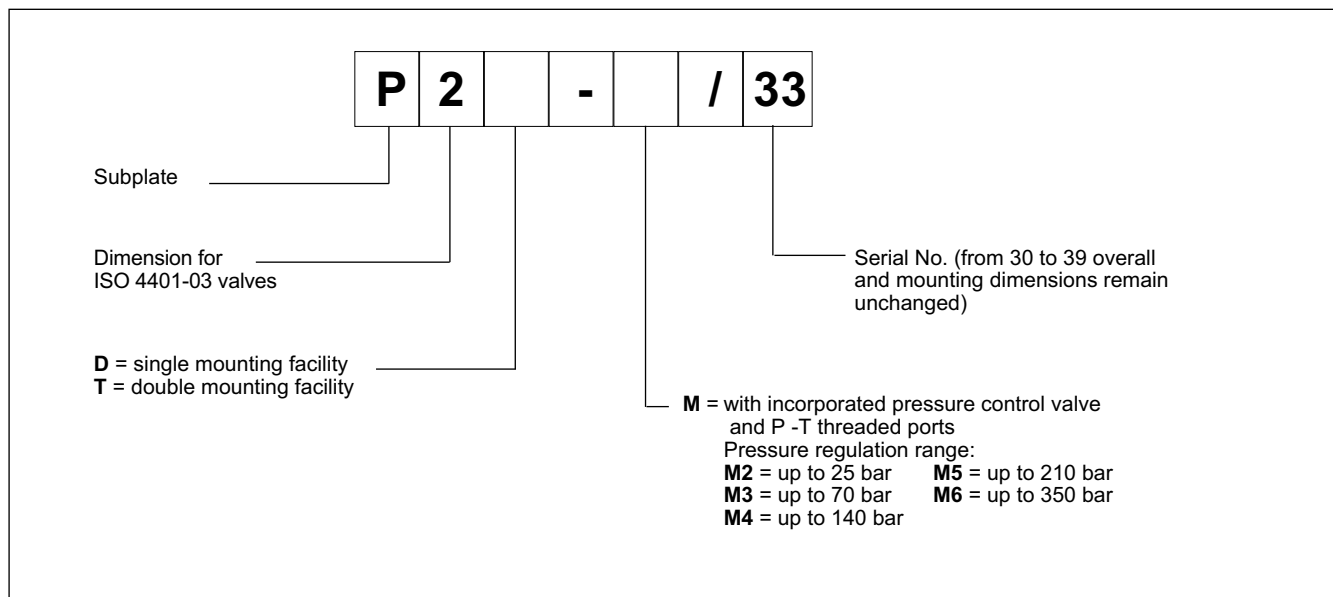 P 2 - / 33
Subplate
Dimension for
ISO 4401-03 valves
Serial No. (from 30 to 39 overall
and mounting dimensions remain
unchanged)
D = single mounting facility
T = double mounting facility
M = with incorporated pressure control valve
and P -T threaded ports
Pressure regulation range:
M2 = up to 25 bar M5 = up to 210 bar
M3 = up to 70 bar M6 = up to 350 bar
M4 = up to 140 bar